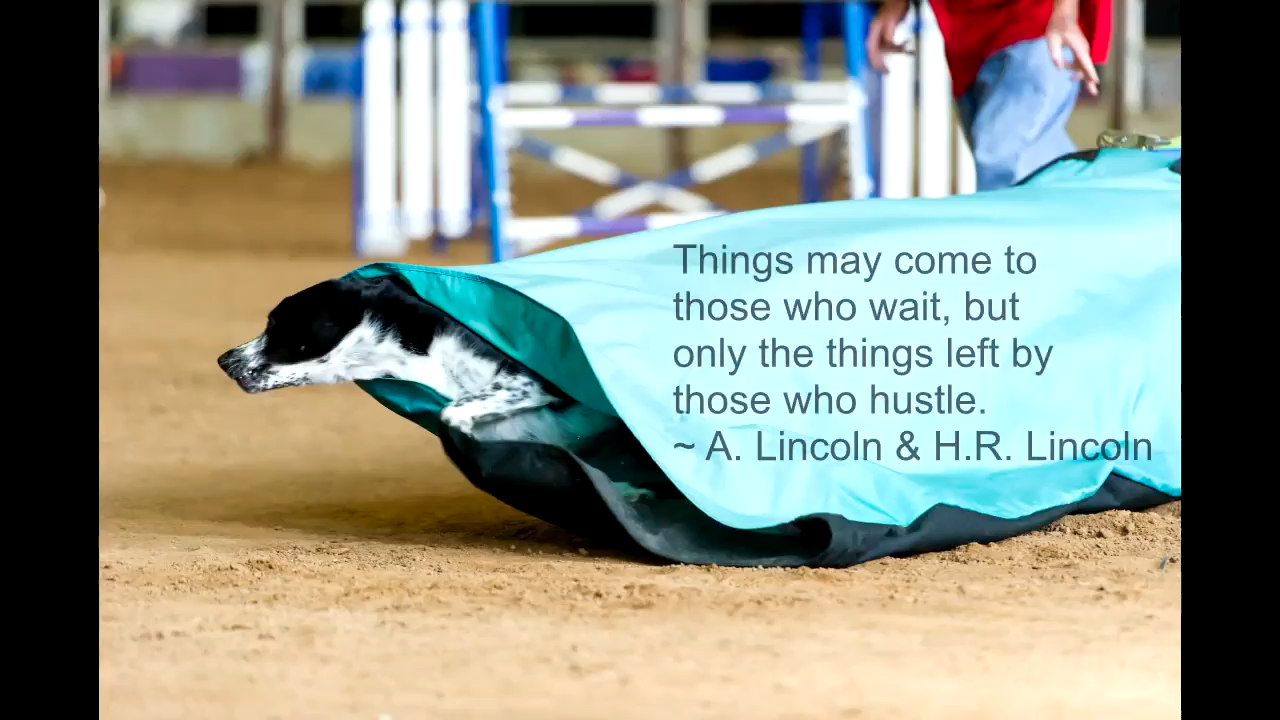 Things may come to
those who wait, but
only the things left by
those who hustle.
~ A. Lincoln & H.R. Lincoln